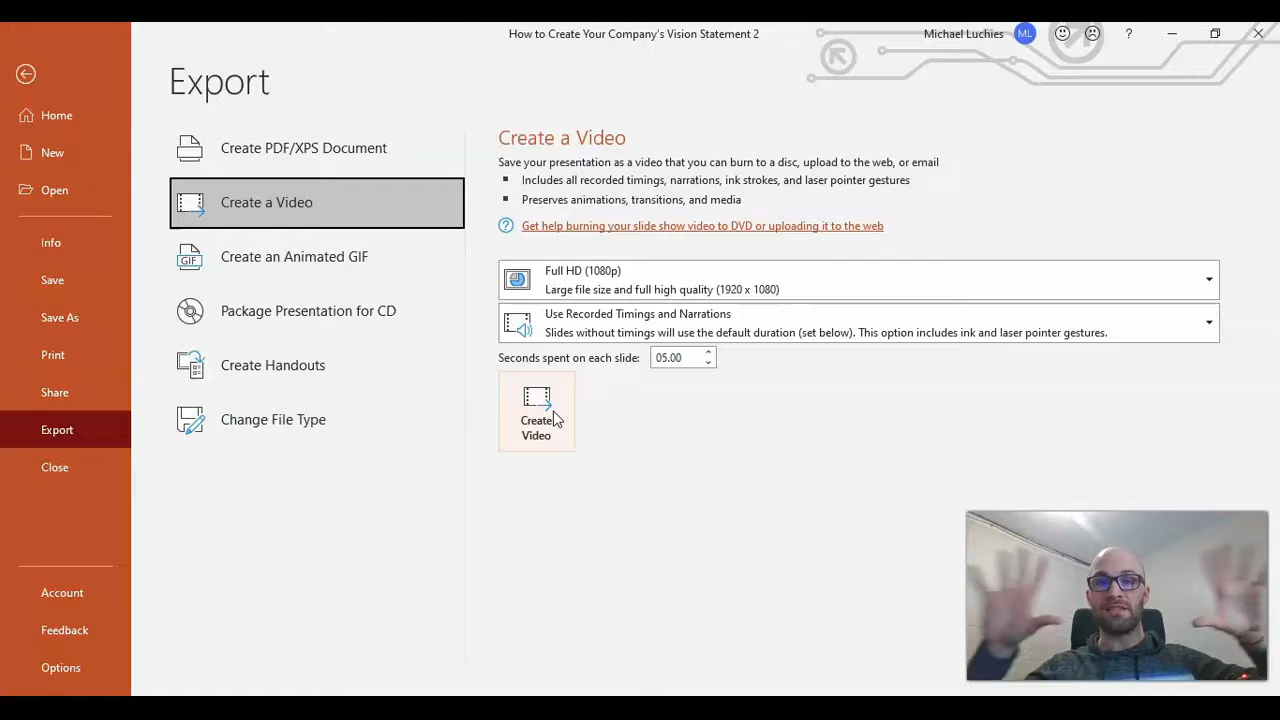 How to Create Your Company's Vision Statement 2
Michael Luchies
ML
?
Export
Home
New
Open
Info
Save
Save As
Print
Share
Export
Close
Account
Feedback
Options
Create PDF/XPS Document
Create a Video
GIF
Create an Animated GIF
Package Presentation for CD
Create Handouts
Change File Type
Create a Video
Save your presentation as a video that you can burn to a disc, upload to the web, or email
Includes all recorded timings, narrations, ink strokes, and laser pointer gestures
Preserves animations, transitions, and media
? Get help burning your slide show video to DVD or uploading it to the web
Full HD (1080p)
Large file size and full high quality (1920 x 1080)
Use Recorded Timings and Narrations
Slides without timings will use the default duration (set below). This option includes ink and laser pointer gestures.
Seconds spent on each slide: 05.00
Create
Video